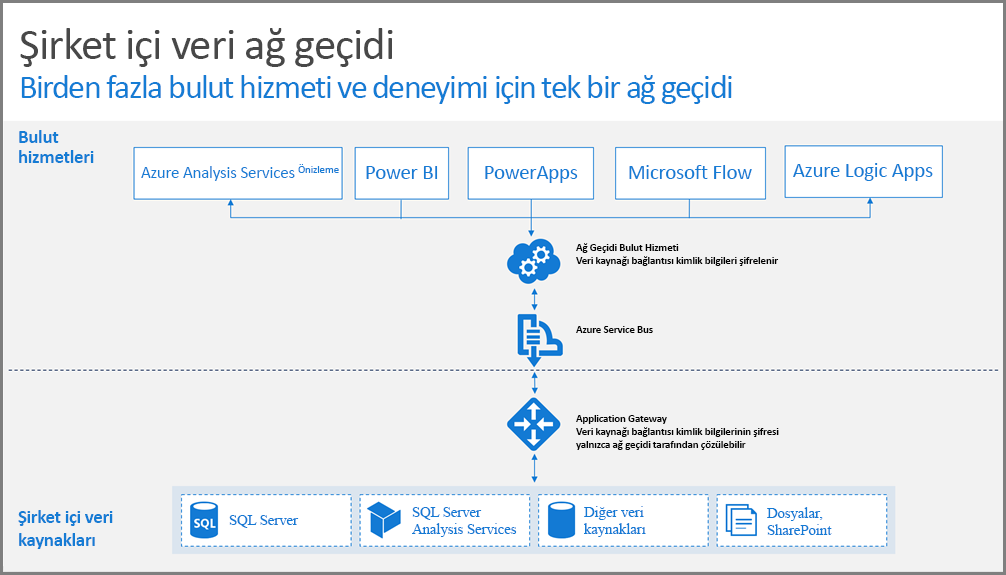 Şirket içi veri ağ geçidi
Birden fazla bulut hizmeti ve deneyimi için tek bir ağ geçidi
Bulut
hizmetleri
Azure Analysis Services Önizleme
Power BI
PowerApps
Microsoft Flow
Azure Logic Apps
Ağ Geçidi Bulut Hizmeti
Veri kaynağı bağlantısı kimlik bilgileri şifrelenir
Azure Service Bus
Application Gateway
Veri kaynağı bağlantısı kimlik bilgilerinin şifresi
yalnızca ağ geçidi tarafından çözülebilir
Şirket içi veri
kaynakları
SQL
SQL Server
SQL Server
Analysis Services
Diğer veri
kaynakları
Dosyalar,
SharePoint